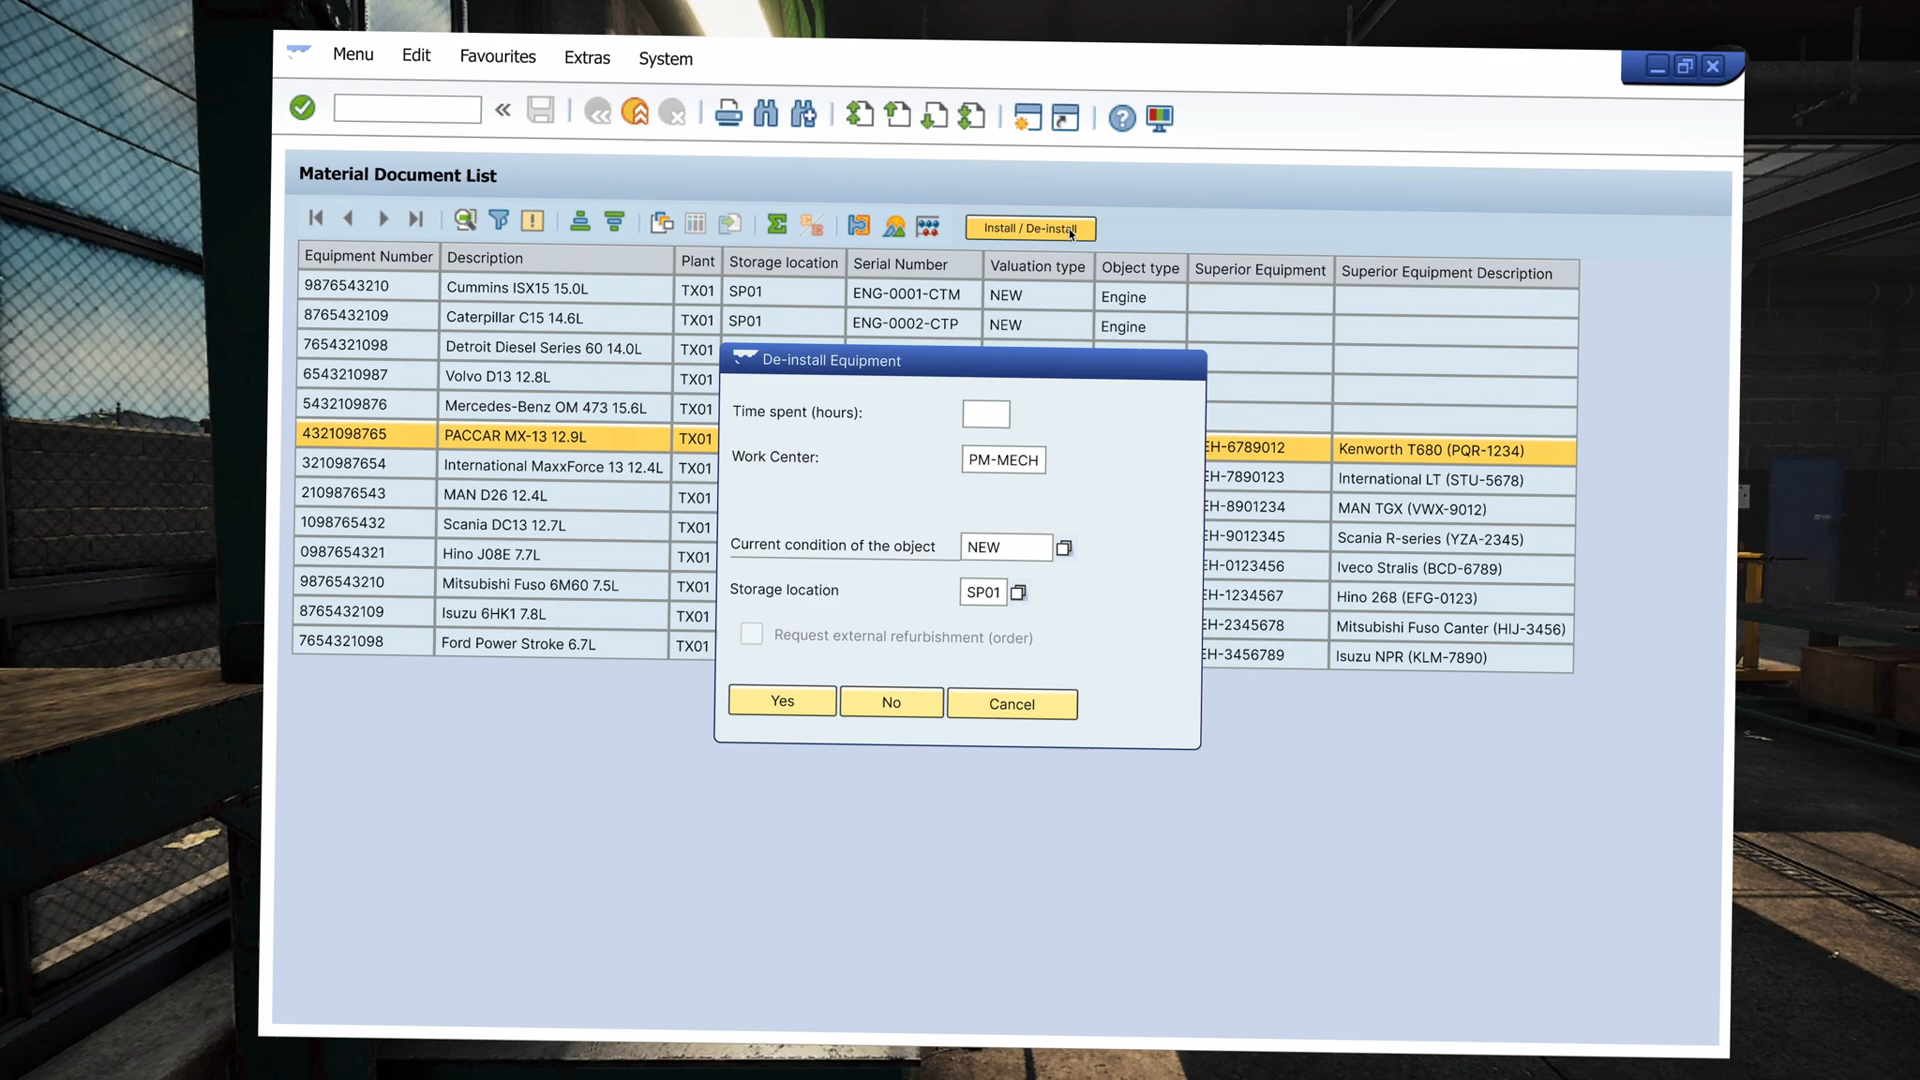 Menu Edit Favourites Extras System
Material Document List
Install / De-install
Equipment Number Description Plant Storage location Serial Number Valuation type Object type Superior Equipment Superior Equipment Description
9876543210 Cummins ISX15 15.0L TX01 SP01 ENG-0001-CTM NEW Engine
8765432109 Caterpillar C15 14.6L TX01 SP01 ENG-0002-CTP NEW Engine
7654321098 Detroit Diesel Series 60 14.0L TX01
6543210987 Volvo D13 12.8L TX01
5432109876 Mercedes-Benz OM 473 15.6L TX01
4321098765 PACCAR MX-13 12.9L TX01 EH-6789012 Kenworth T680 (PQR-1234)
3210987654 International MaxxForce 13 12.4L TX01 EH-7890123 International LT (STU-5678)
2109876543 MAN D26 12.4L TX01 EH-8901234 MAN TGX (VWX-9012)
1098765432 Scania DC13 12.7L TX01 EH-9012345 Scania R-series (YZA-2345)
0987654321 Hino J08E 7.7L TX01 EH-0123456 Iveco Stralis (BCD-6789)
9876543210 Mitsubishi Fuso 6M60 7.5L TX01 EH-1234567 Hino 268 (EFG-0123)
8765432109 Isuzu 6HK1 7.8L TX01 EH-2345678 Mitsubishi Fuso Canter (HIJ-3456)
7654321098 Ford Power Stroke 6.7L TX01 EH-3456789 Isuzu NPR (KLM-7890)
De-install Equipment
Time spent (hours):
Work Center: PM-MECH
Current condition of the object NEW
Storage location SP01
Request external refurbishment (order)
Yes No Cancel